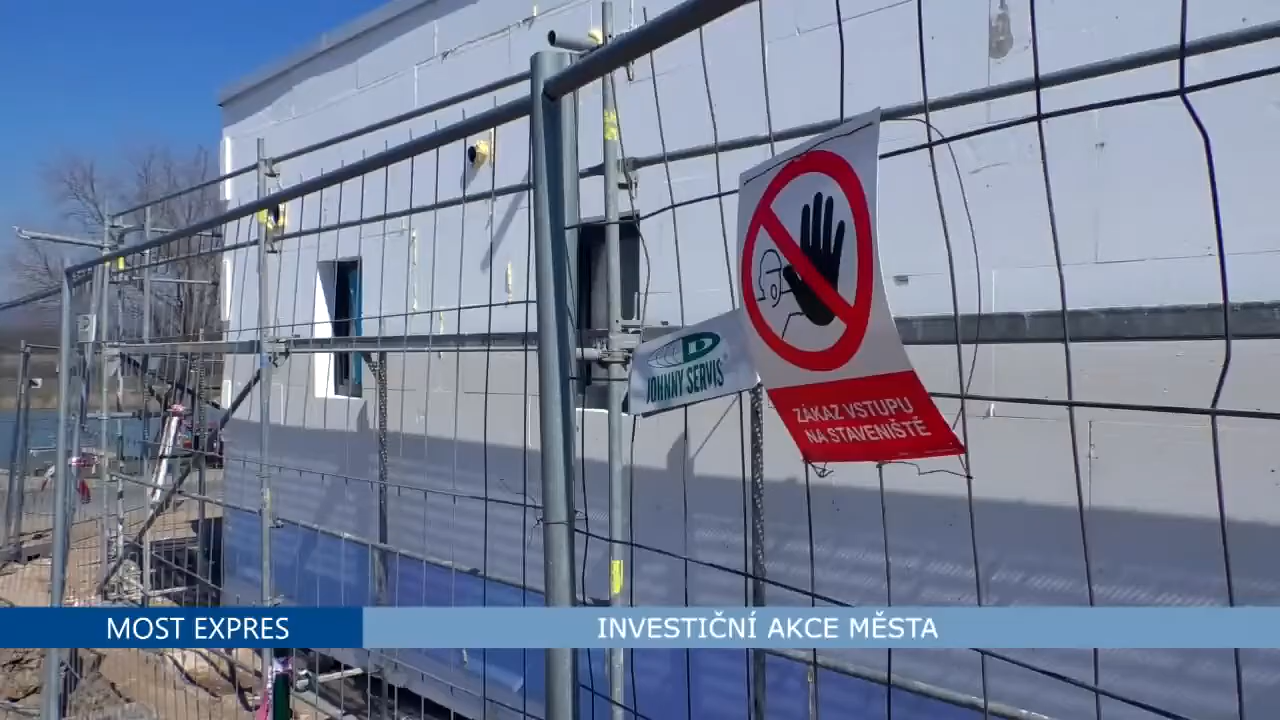 D
JOHNNY SERVIS
ZÁKAZ VSTUPU
NA STAVENIŠTĚ
MOST EXPRES
INVESTIČNÍ AKCE MĚSTA